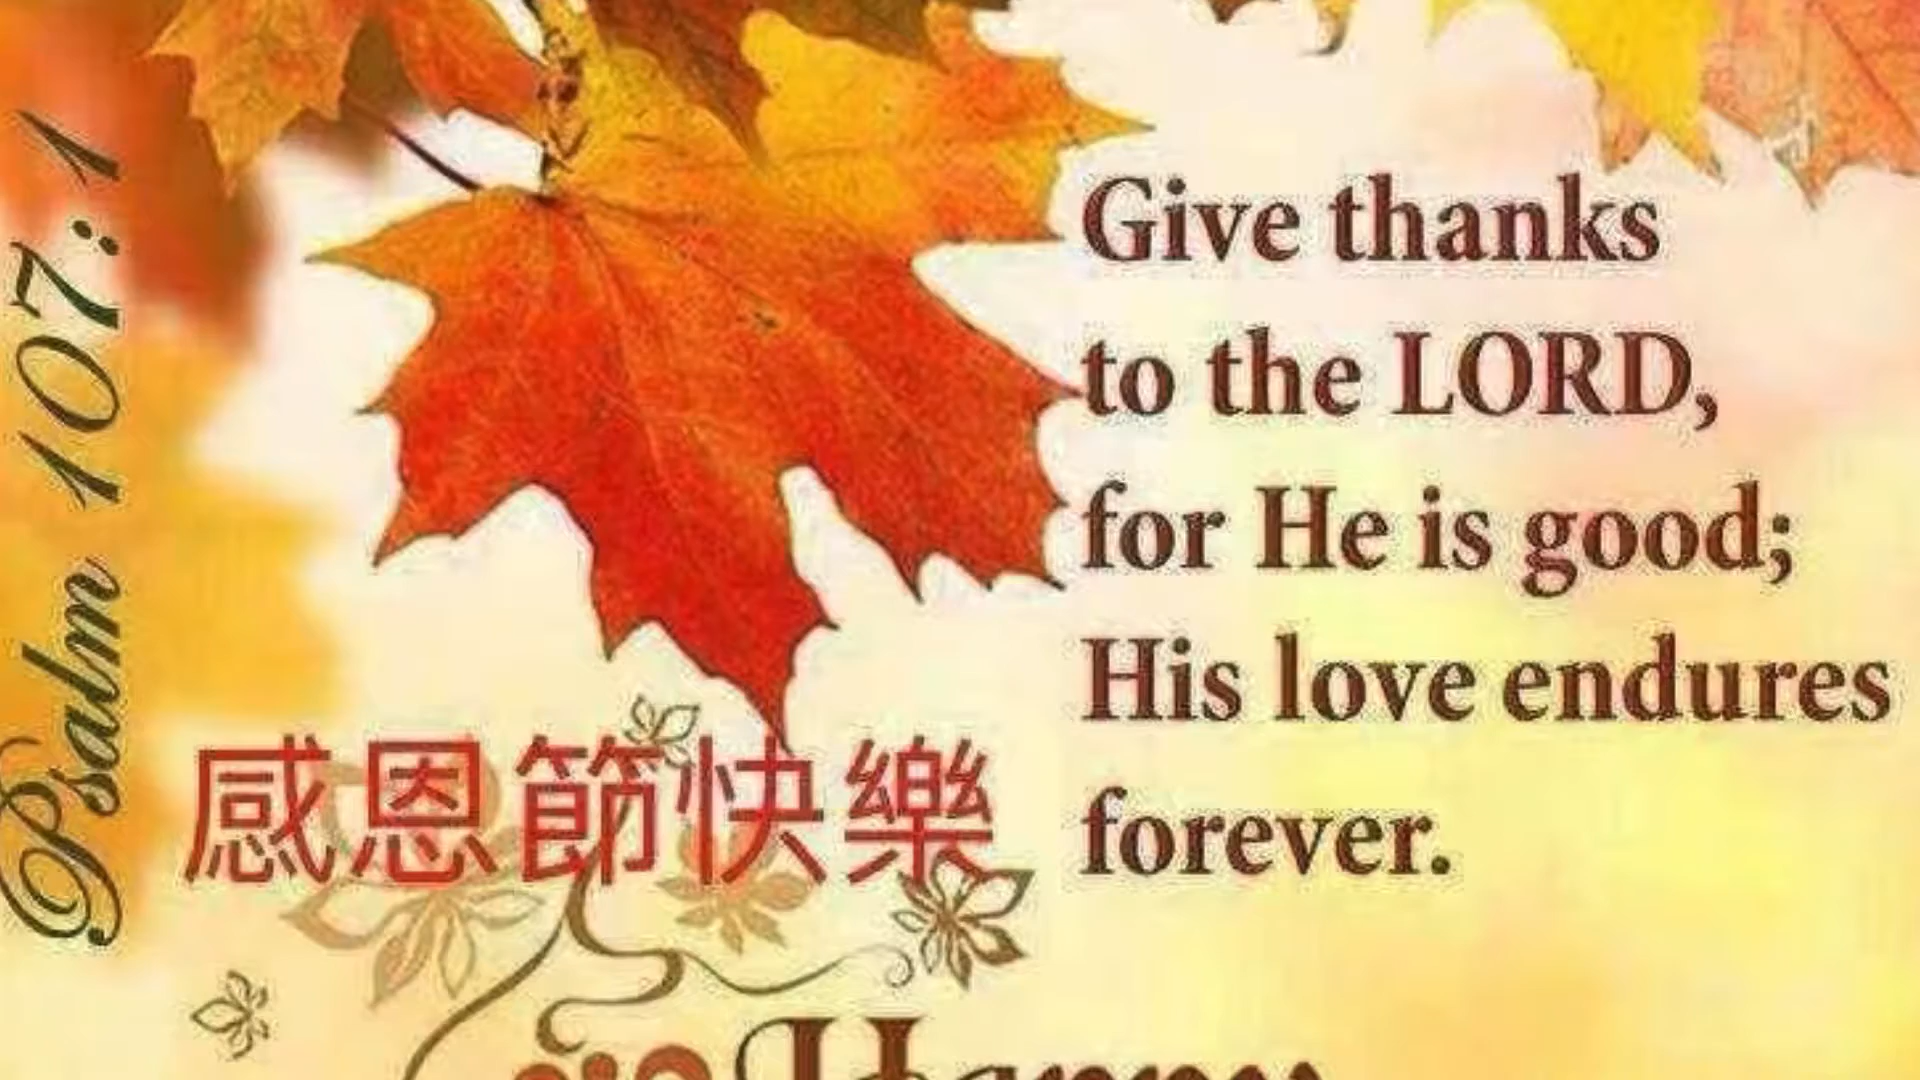 Psalm 107:1
Give thanks
to the LORD,
for He is good;
His love endures
forever.
感恩節快樂
Happy